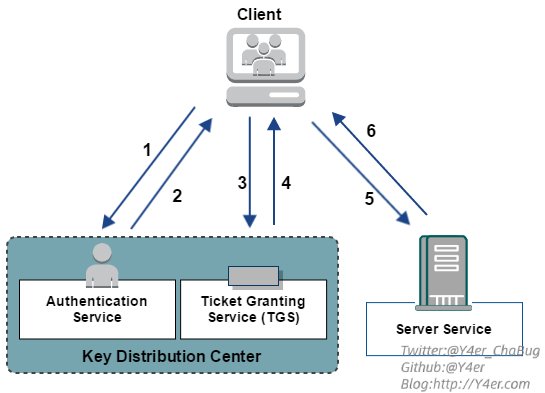 Client
1
2
3
4
5
6
Authentication
Service
Ticket Granting
Service (TGS)
Key Distribution Center
Server Service
Twitter:@Y4er_ChaBug
Github:@Y4er
Blog:http://Y4er.com